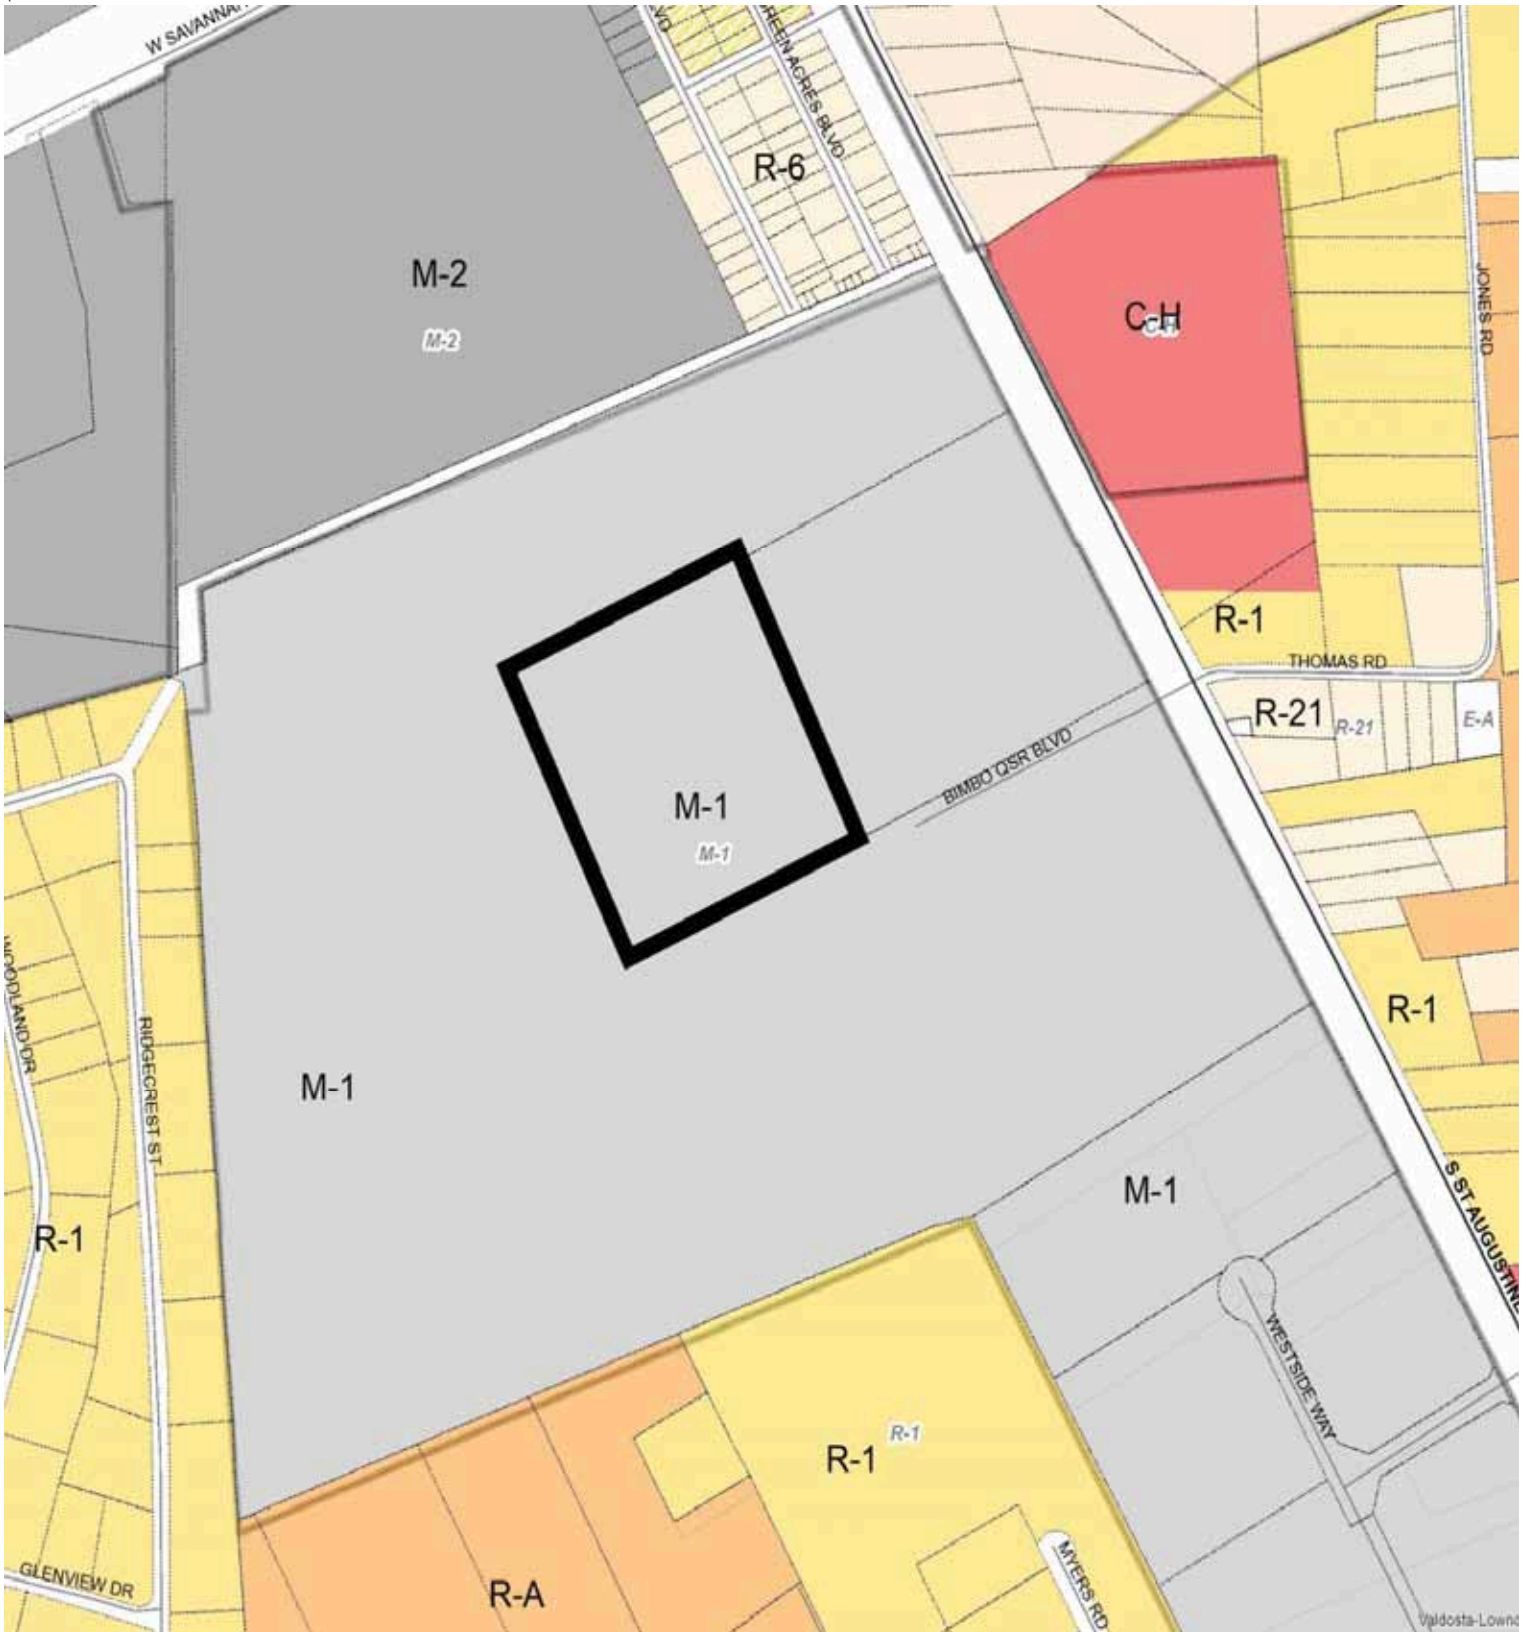 W SAVANNAH
LVD
GREEN ACRES BLVD
R-6
M-2
M-2
C-H
C-H
JONES RD
R-1
THOMAS RD
R-21
R-21
E-A
BIMBO QSR BLVD
M-1
M-1
WOODLAND DR
RIDGECREST ST
R-1
M-1
M-1
S ST AUGUSTINE
R-1
WESTSIDE WAY
R-1
R-1
MYERS RD
GLENVIEW DR
R-A
Valdosta-Lownd